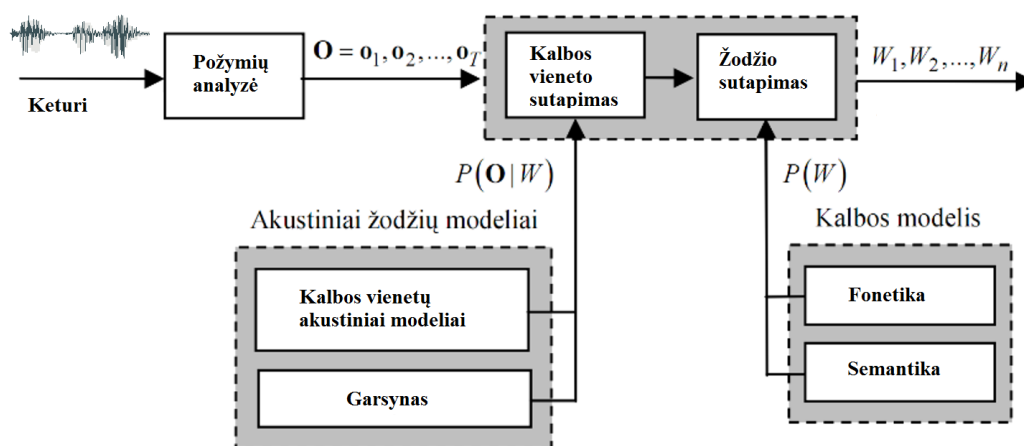 Keturi
Požymių
analyzė
O = o₁, o₂, ..., o_T
Kalbos
vieneto
sutapimas
Žodžio
sutapimas
W₁, W₂, ..., Wₙ
P(O|W)
P(W)
Akustiniai žodžių modeliai
Kalbos vienetų
akustiniai modeliai
Garsynas
Kalbos modelis
Fonetika
Semantika